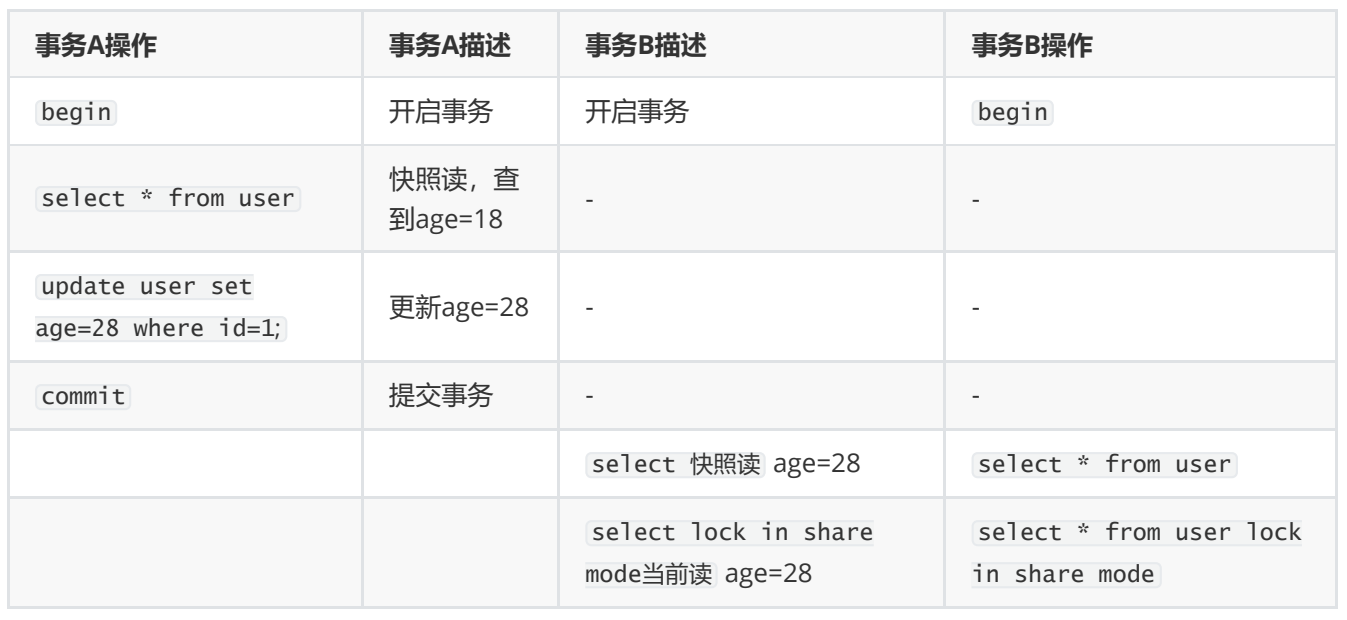 事务A操作 事务A描述 事务B描述 事务B操作
begin 开启事务 开启事务 begin
select * from user 快照读，查 - -
到age=18
update user set 更新age=28 - -
age=28 where id=1;
commit 提交事务 - -
select 快照读 age=28 select * from user
select lock in share select * from user lock
mode当前读 age=28 in share mode